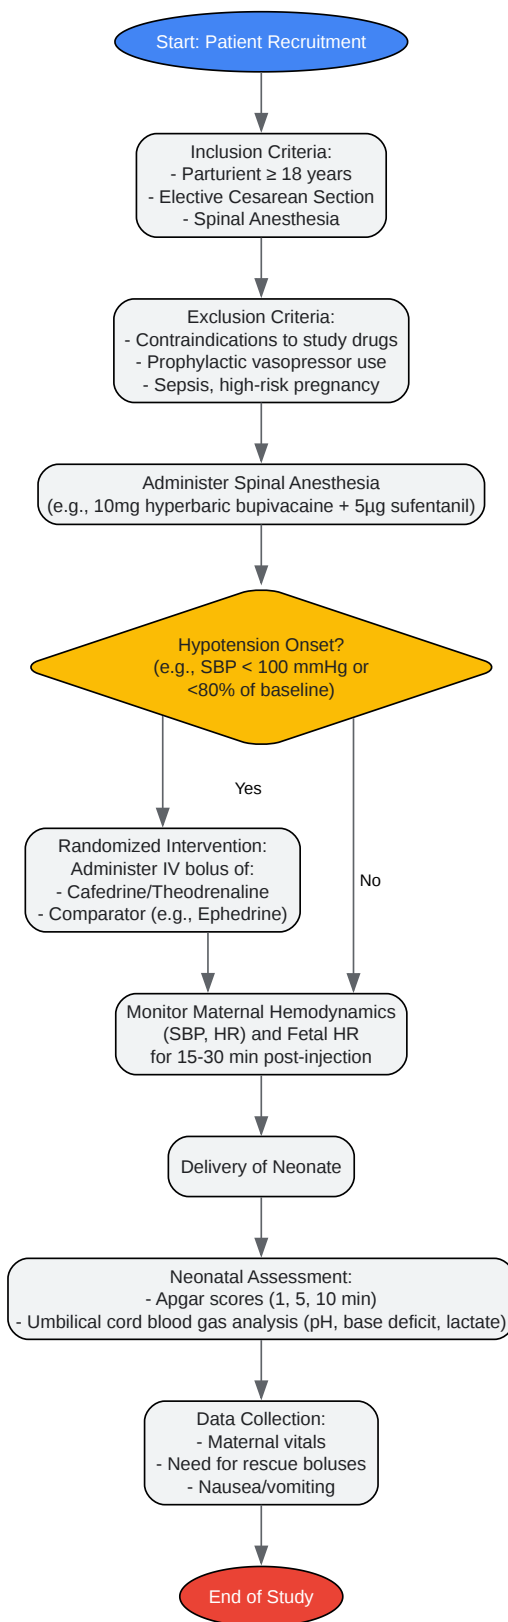 Start: Patient Recruitment
Inclusion Criteria:
- Parturient ≥ 18 years
- Elective Cesarean Section
- Spinal Anesthesia
Exclusion Criteria:
- Contraindications to study drugs
- Prophylactic vasopressor use
- Sepsis, high-risk pregnancy
Administer Spinal Anesthesia
(e.g., 10mg hyperbaric bupivacaine + 5µg sufentanil)
Hypotension Onset?
(e.g., SBP < 100 mmHg or
<80% of baseline)
Yes
Randomized Intervention:
Administer IV bolus of:
- Cafedrine/Theodrenaline
- Comparator (e.g., Ephedrine)
No
Monitor Maternal Hemodynamics
(SBP, HR) and Fetal HR
for 15-30 min post-injection
Delivery of Neonate
Neonatal Assessment:
- Apgar scores (1, 5, 10 min)
- Umbilical cord blood gas analysis (pH, base deficit, lactate)
Data Collection:
- Maternal vitals
- Need for rescue boluses
- Nausea/vomiting
End of Study